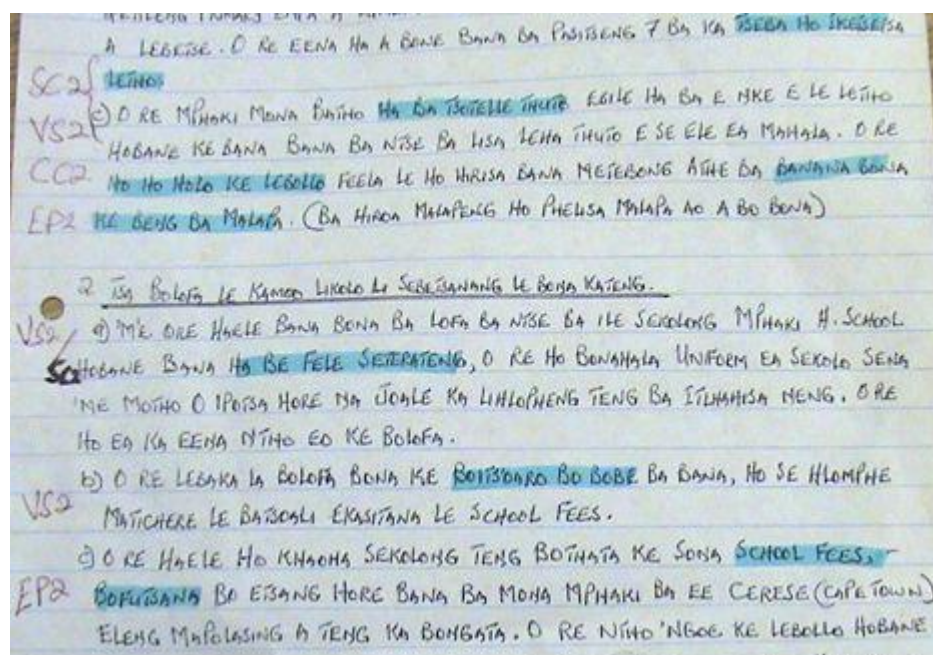 A LEBEISE. O RE EENA HA A BONE BANA BA PASITSENG 7 BA KA TSEBA HO IKEISISA
SC2 LETHO.
VS2 c) O RE MPHAKI MONA BATHO HA BA TSOTELLE THUTO EBILE HA BA E NKE E LE LETHO
HOBANE KE BANA BANA BA NTSE BA LISA LEHA THUTO E SE ELE EA MAHALA. O RE
CC2 HO HO HOLO KE LEBOLLO FEELA LE HO HIRISA BANA METEBONG ATHE BA BANANA BONA
EP2 KE BENG BA MALAPA. (BA HIROA MALAPENG HO PHELISA MALAPA AO A BO BONA)
2 TSA BOLOFA LE KAMOO LIKOLO LI SEBETSANANG LE BONA KATENG.
VS2 a) 'M'E ORE HAELE BANA BONA BA LOFA BA NTSE BA ILE SEKOLONG MPHAKI H. SCHOOL
SC HOBANE BANA HA BE FELE SETERATENG, O RE HO BONAHALA UNIFORM EA SEKOLO SENA
'ME MOTHO O IPOTSA HORE NA JOALE KA LIHLOPHENG TENG BA ITLHAHISA NENG. O RE
HO EA KA EENA NTHO EO KE BOLOFA.
b) O RE LEBAKA LA BOLOFA BONA KE BOITSOARO BO BOBE BA BANA, HO SE HLOMPHE
VS2 MATICHERE LE BATSOALI EKASITANA LE SCHOOL FEES.
c) O RE HAELE HO KHAOHA SEKOLONG TENG BOTHATA KE SONA SCHOOL FEES, -
EP2 BOFUTSANA BO ETSANG HORE BANA BA MONA MPHAKI BA EE CERESE (CAPE TOWN)
ELENG MAPOLASING A TENG KA BONGATA. O RE NTHO 'NGOE KE LEBOLLO HOBANE